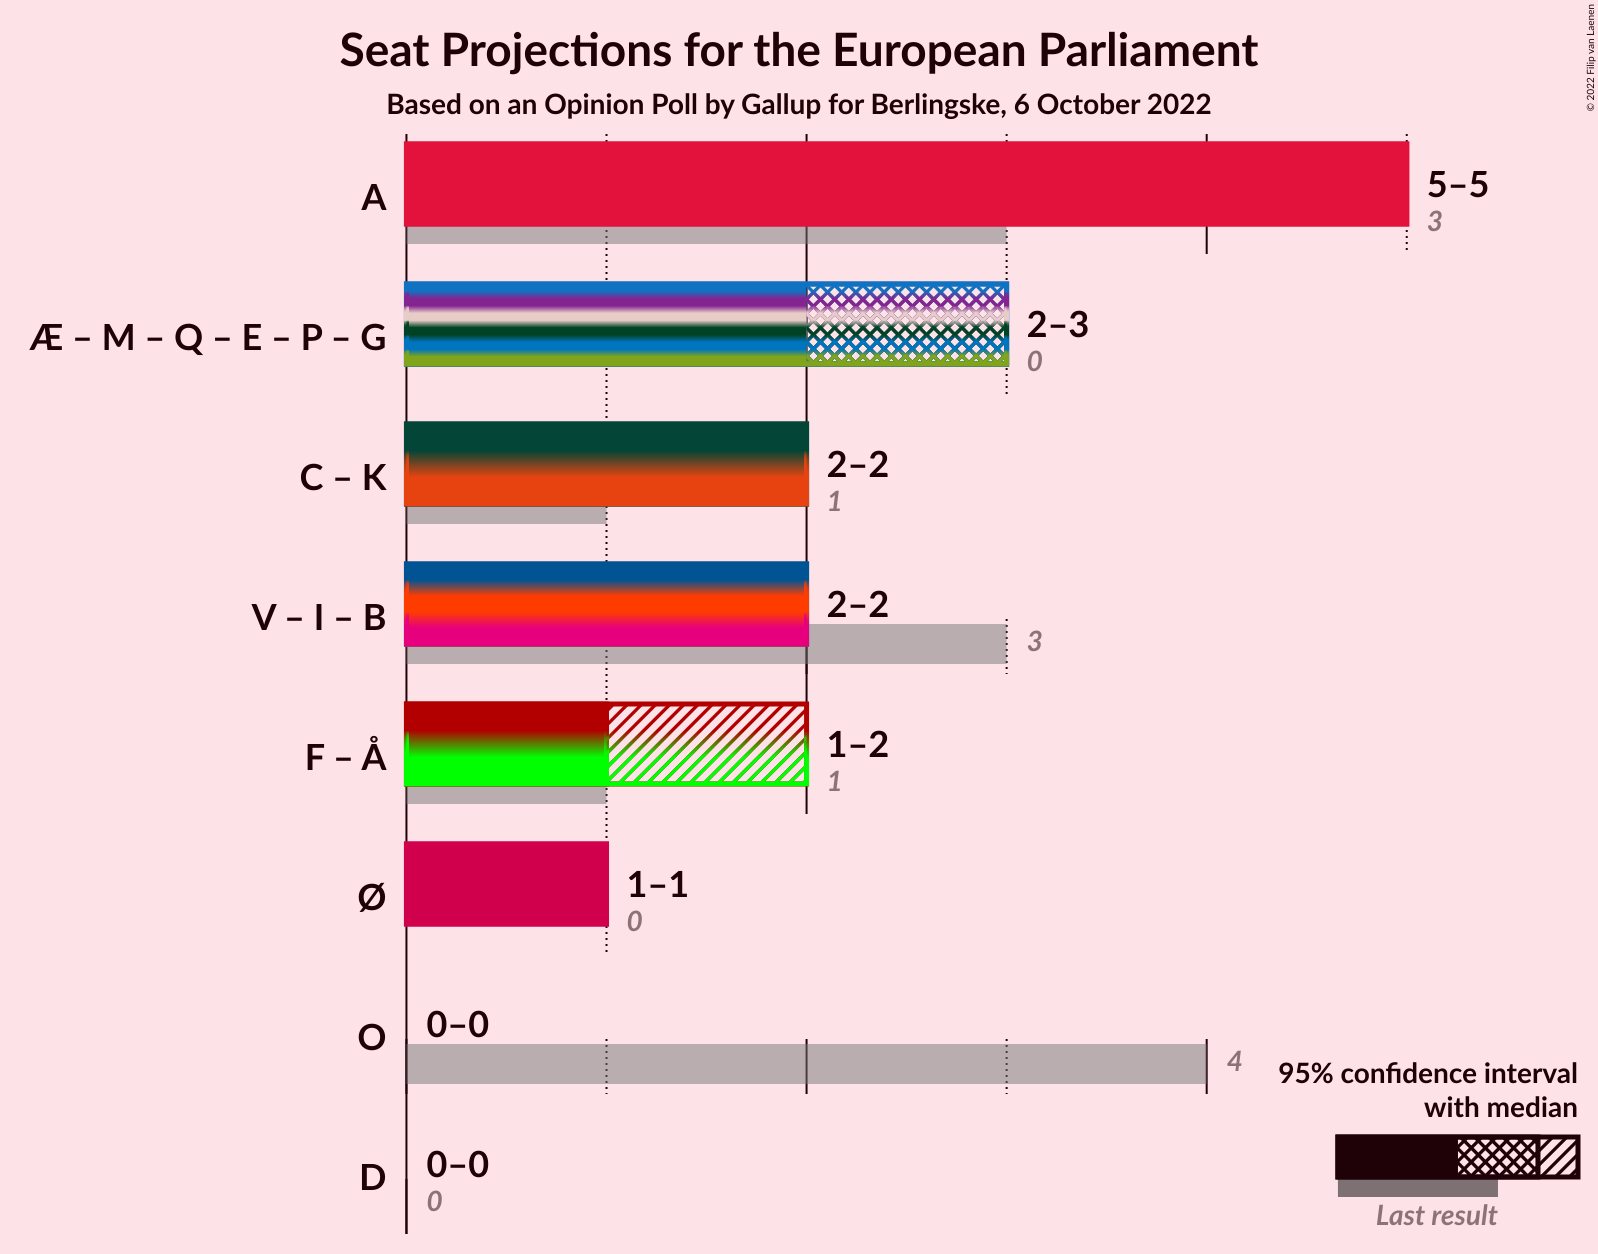 Seat Projections for the European Parliament
Based on an Opinion Poll by Gallup for Berlingske, 6 October 2022
© 2022 Filip van Laenen
A
5–5
3
Æ – M – Q – E – P – G
2–3
0
C – K
2–2
1
V – I – B
2–2
3
F – Å
1–2
1
Ø
1–1
0
O
0–0
4
D
0–0
0
95% confidence interval
with median
Last result